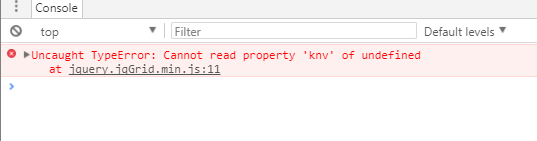 Console
top Filter Default levels
Uncaught TypeError: Cannot read property 'knv' of undefined
at jquery.jqGrid.min.js:11